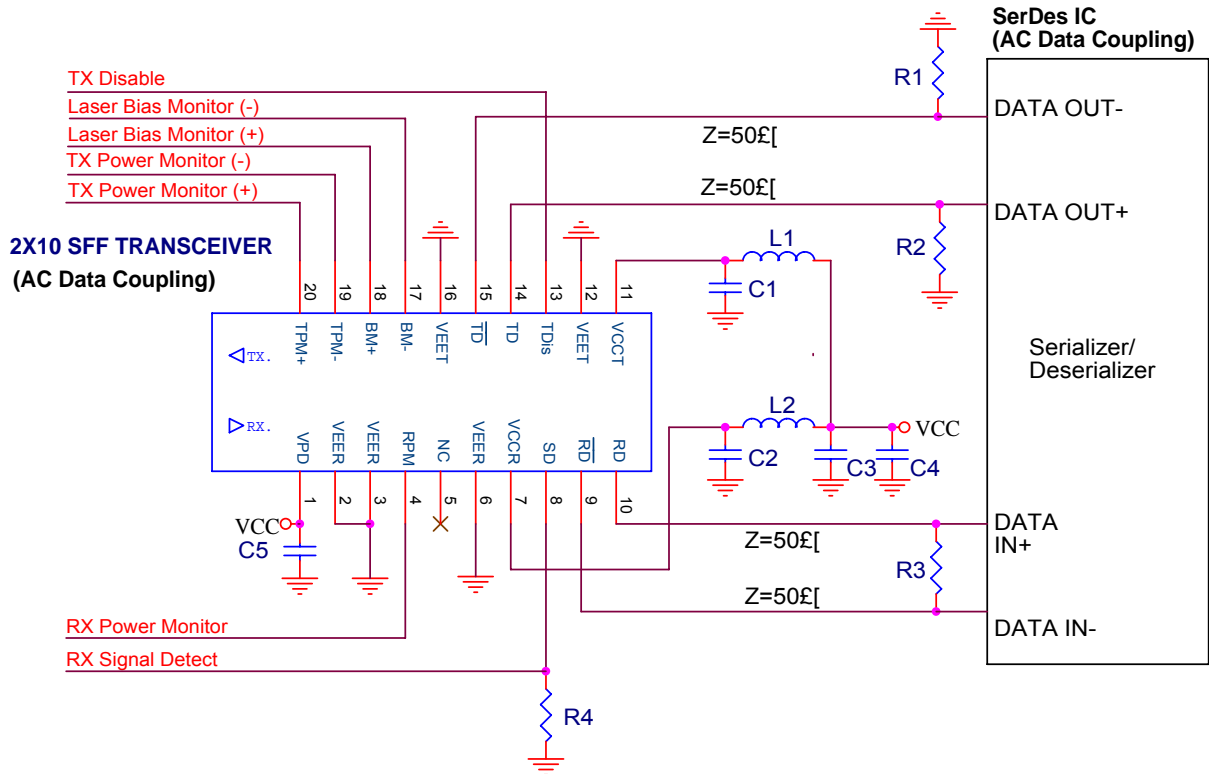 SerDes IC
(AC Data Coupling)
R1
TX Disable
Laser Bias Monitor (-)
Laser Bias Monitor (+)
TX Power Monitor (-)
TX Power Monitor (+)
DATA OUT-
Z=50£[
Z=50£[
DATA OUT+
R2
2X10 SFF TRANSCEIVER
(AC Data Coupling)
L1
C1
20 19 18 17 16 15 14 13 12 11
TPM+ TPM- BM+ BM- VEET TD TD TDis VEET VCCT
TX.
Serializer/
Deserializer
RX.
L2
VCC
C2 C3 C4
VPD VEER VEER RPM NC VEER VCCR SD RD RD
1 2 3 4 5 6 7 8 9 10
VCC
C5
DATA
IN+
Z=50£[
R3
Z=50£[
DATA IN-
RX Power Monitor
RX Signal Detect
R4